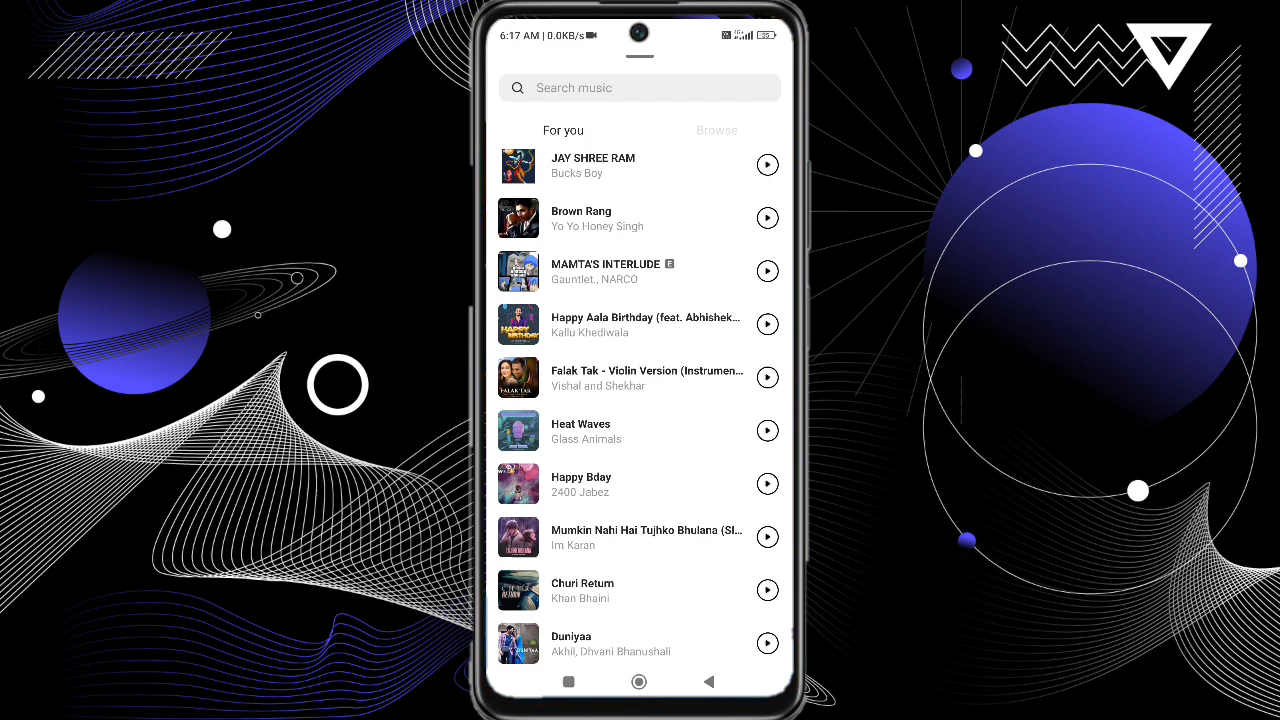 6:17 AM | 0.0KB/s
55
Search music
For you
Browse
JAY SHREE RAM
Bucks Boy
Brown Rang
Yo Yo Honey Singh
MAMTA'S INTERLUDE E
Gauntlet., NARCO
Happy Aala Birthday (feat. Abhishek...
Kallu Khediwala
Falak Tak - Violin Version (Instrumen...
Vishal and Shekhar
Heat Waves
Glass Animals
Happy Bday
2400 Jabez
Mumkin Nahi Hai Tujhko Bhulana (Sl...
Im Karan
Churi Return
Khan Bhaini
Duniyaa
Akhil, Dhvani Bhanushali